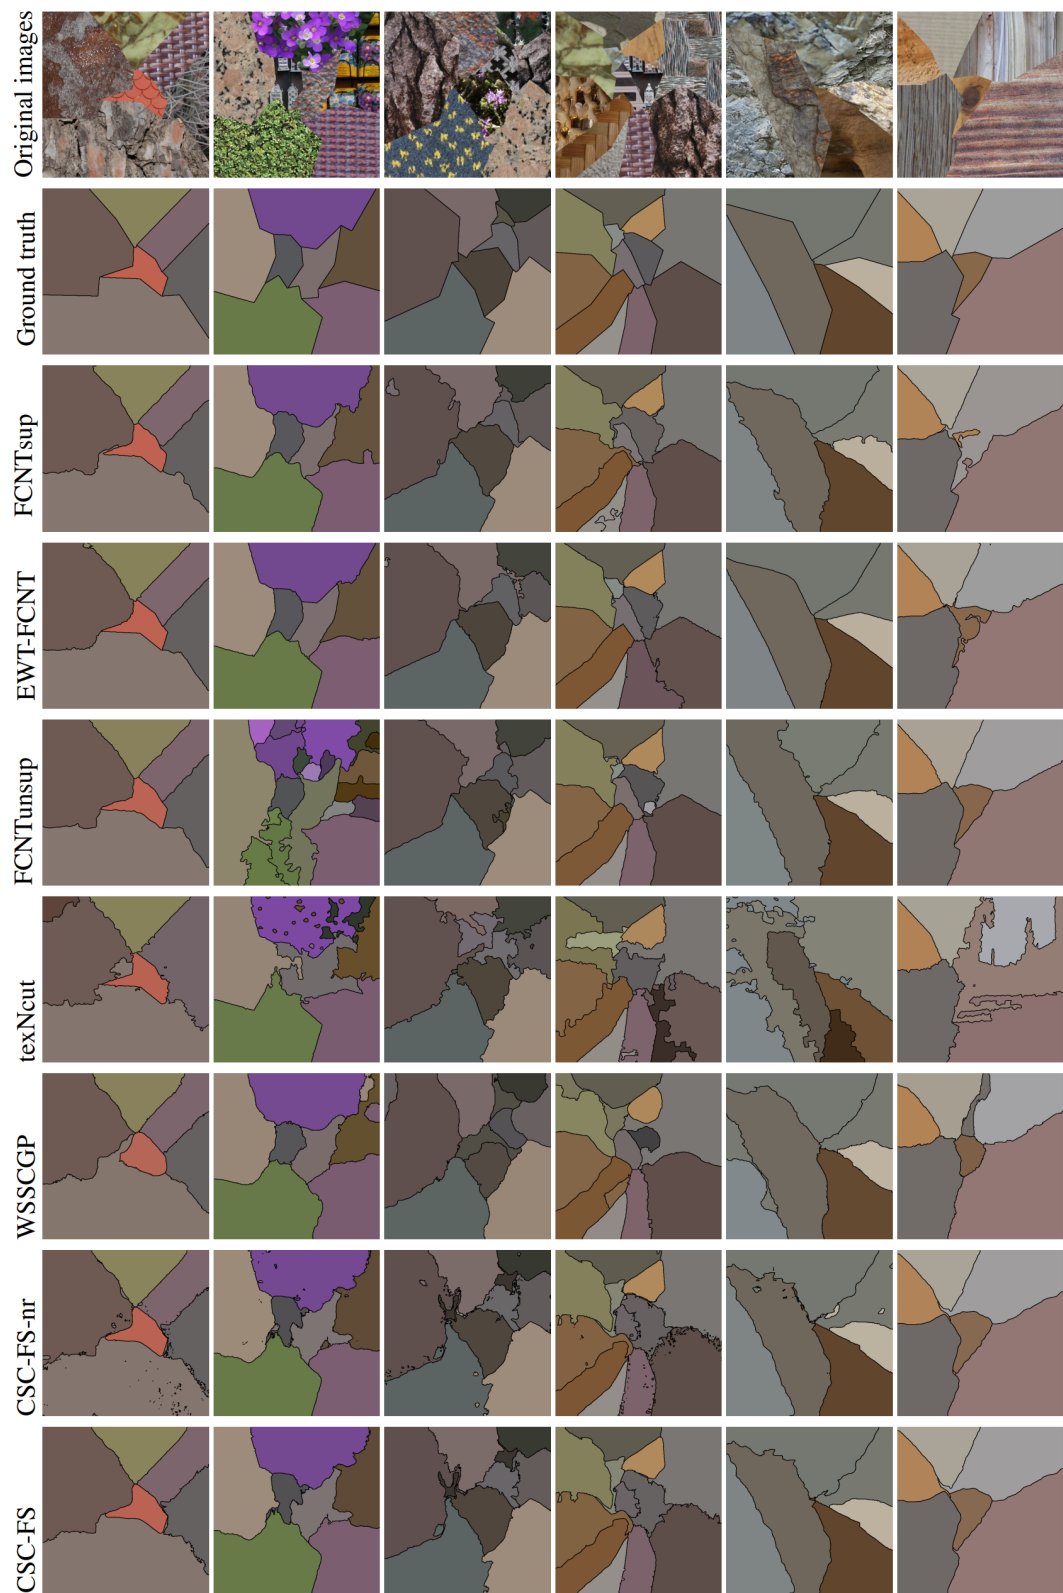 Original images
Ground truth
FCNTsup
EWT-FCNT
FCNTunsup
texNcut
WSSCGP
CSC-FS-nr
CSC-FS